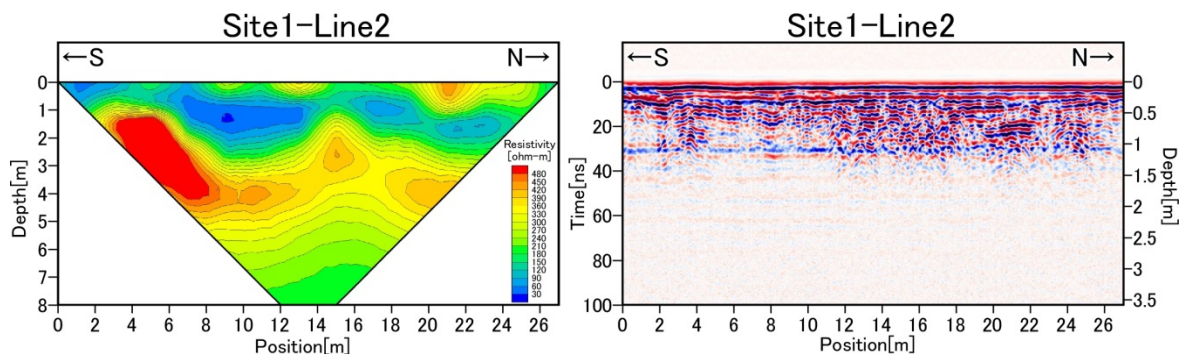 Site1-Line2
←S
N→
0
1
2
3
4
5
6
7
8
Depth[m]
0 2 4 6 8 10 12 14 16 18 20 22 24 26
Position[m]
Resistivity
[ohm-m]
480
420
390
360
330
300
270
240
210
180
150
120
90
60
30
Site1-Line2
←S
N→
0
20
40
60
80
100
Time[ns]
0 2 4 6 8 10 12 14 16 18 20 22 24 26
Position[m]
0
0.5
1
1.5
2
2.5
3
3.5
Depth[m]